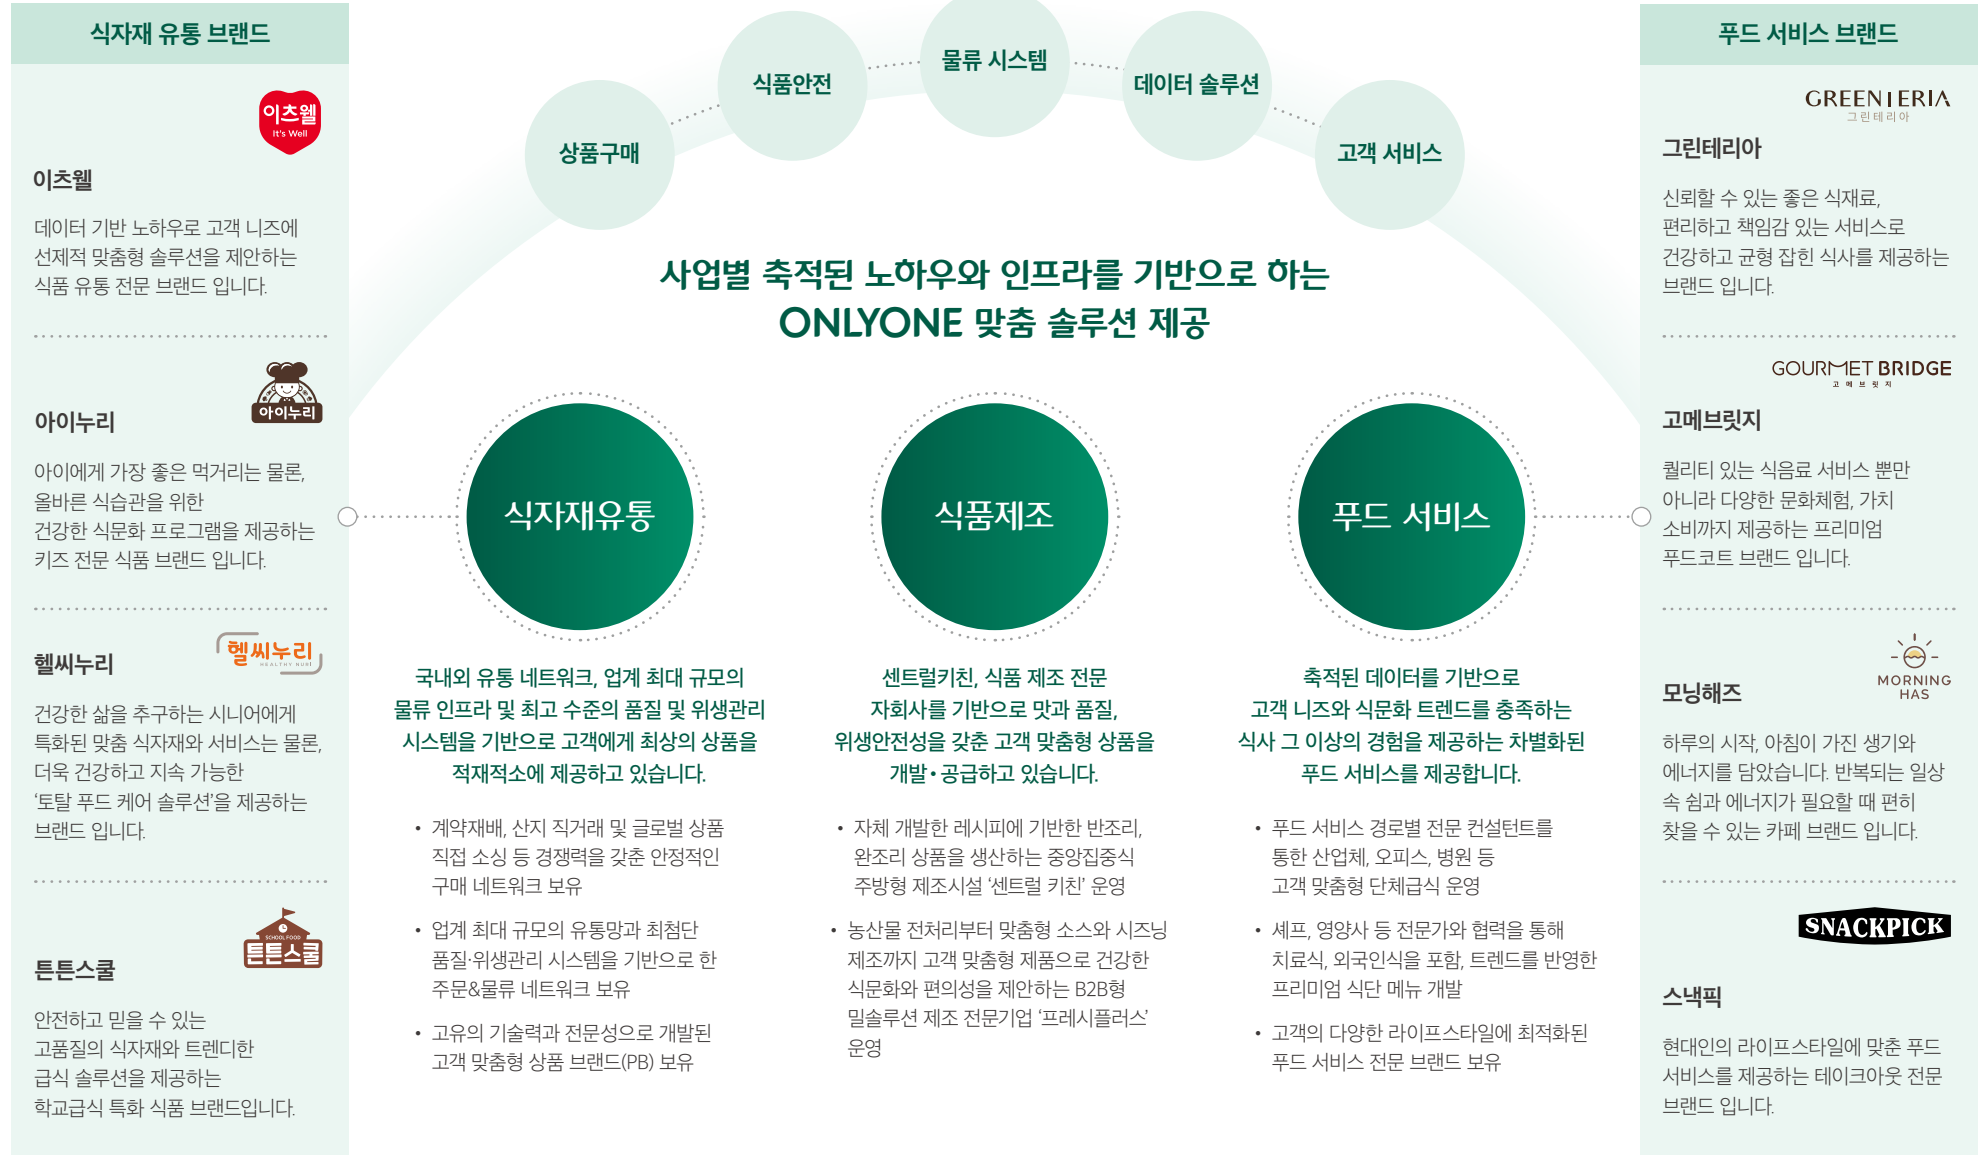 식자재 유통 브랜드
이츠웰
It's Well
이츠웰
데이터 기반 노하우로 고객 니즈에
선제적 맞춤형 솔루션을 제안하는
식품 유통 전문 브랜드 입니다.
아이누리
아이누리
아이에게 가장 좋은 먹거리는 물론,
올바른 식습관을 위한
건강한 식문화 프로그램을 제공하는
키즈 전문 식품 브랜드 입니다.
헬씨누리
HEALTHY NURI
헬씨누리
건강한 삶을 추구하는 시니어에게
특화된 맞춤 식자재와 서비스는 물론,
더욱 건강하고 지속 가능한
‘토탈 푸드 케어 솔루션’을 제공하는
브랜드 입니다.
SCHOOL FOOD
튼튼스쿨
튼튼스쿨
안전하고 믿을 수 있는
고품질의 식자재와 트렌디한
급식 솔루션을 제공하는
학교급식 특화 식품 브랜드입니다.
상품구매
식품안전
물류 시스템
데이터 솔루션
고객 서비스
사업별 축적된 노하우와 인프라를 기반으로 하는
ONLYONE 맞춤 솔루션 제공
식자재유통
국내외 유통 네트워크, 업계 최대 규모의
물류 인프라 및 최고 수준의 품질 및 위생관리
시스템을 기반으로 고객에게 최상의 상품을
적재적소에 제공하고 있습니다.
• 계약재배, 산지 직거래 및 글로벌 상품
직접 소싱 등 경쟁력을 갖춘 안정적인
구매 네트워크 보유
• 업계 최대 규모의 유통망과 최첨단
품질·위생관리 시스템을 기반으로 한
주문&물류 네트워크 보유
• 고유의 기술력과 전문성으로 개발된
고객 맞춤형 상품 브랜드(PB) 보유
식품제조
센트럴키친, 식품 제조 전문
자회사를 기반으로 맛과 품질,
위생안전성을 갖춘 고객 맞춤형 상품을
개발•공급하고 있습니다.
• 자체 개발한 레시피에 기반한 반조리,
완조리 상품을 생산하는 중앙집중식
주방형 제조시설 ‘센트럴 키친’ 운영
• 농산물 전처리부터 맞춤형 소스와 시즈닝
제조까지 고객 맞춤형 제품으로 건강한
식문화와 편의성을 제안하는 B2B형
밀솔루션 제조 전문기업 ‘프레시플러스’
운영
푸드 서비스
축적된 데이터를 기반으로
고객 니즈와 식문화 트렌드를 충족하는
식사 그 이상의 경험을 제공하는 차별화된
푸드 서비스를 제공합니다.
• 푸드 서비스 경로별 전문 컨설턴트를
통한 산업체, 오피스, 병원 등
고객 맞춤형 단체급식 운영
• 셰프, 영양사 등 전문가와 협력을 통해
치료식, 외국인식을 포함, 트렌드를 반영한
프리미엄 식단 메뉴 개발
• 고객의 다양한 라이프스타일에 최적화된
푸드 서비스 전문 브랜드 보유
푸드 서비스 브랜드
GREENTERIA
그린테리아
그린테리아
신뢰할 수 있는 좋은 식재료,
편리하고 책임감 있는 서비스로
건강하고 균형 잡힌 식사를 제공하는
브랜드 입니다.
GOURMET BRIDGE
고메브릿지
고메브릿지
퀄리티 있는 식음료 서비스 뿐만
아니라 다양한 문화체험, 가치
소비까지 제공하는 프리미엄
푸드코트 브랜드 입니다.
MORNING
HAS
모닝해즈
하루의 시작, 아침이 가진 생기와
에너지를 담았습니다. 반복되는 일상
속 쉼과 에너지가 필요할 때 편히
찾을 수 있는 카페 브랜드 입니다.
SNACKPICK
스낵픽
현대인의 라이프스타일에 맞춘 푸드
서비스를 제공하는 테이크아웃 전문
브랜드 입니다.